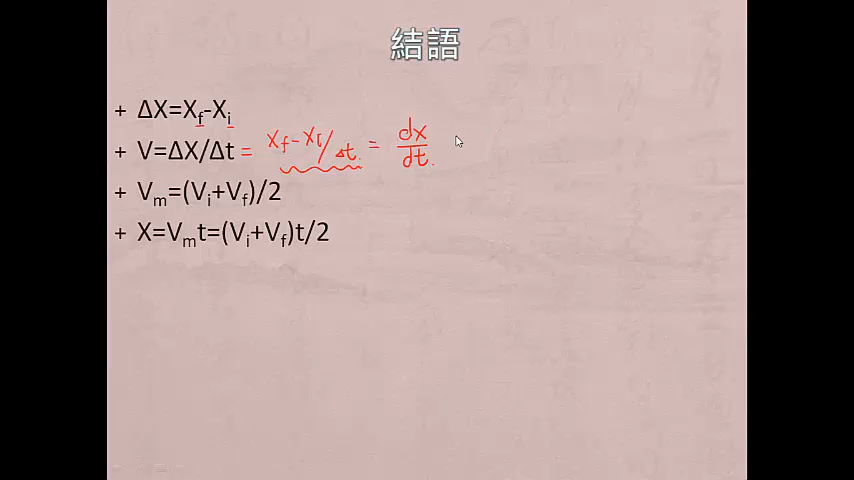 結語
+ ΔX=Xf-Xi
+ V=ΔX/Δt = Xf-Xi/Δt. = dx/dt.
+ Vm=(Vi+Vf)/2
+ X=Vmt=(Vi+Vf)t/2